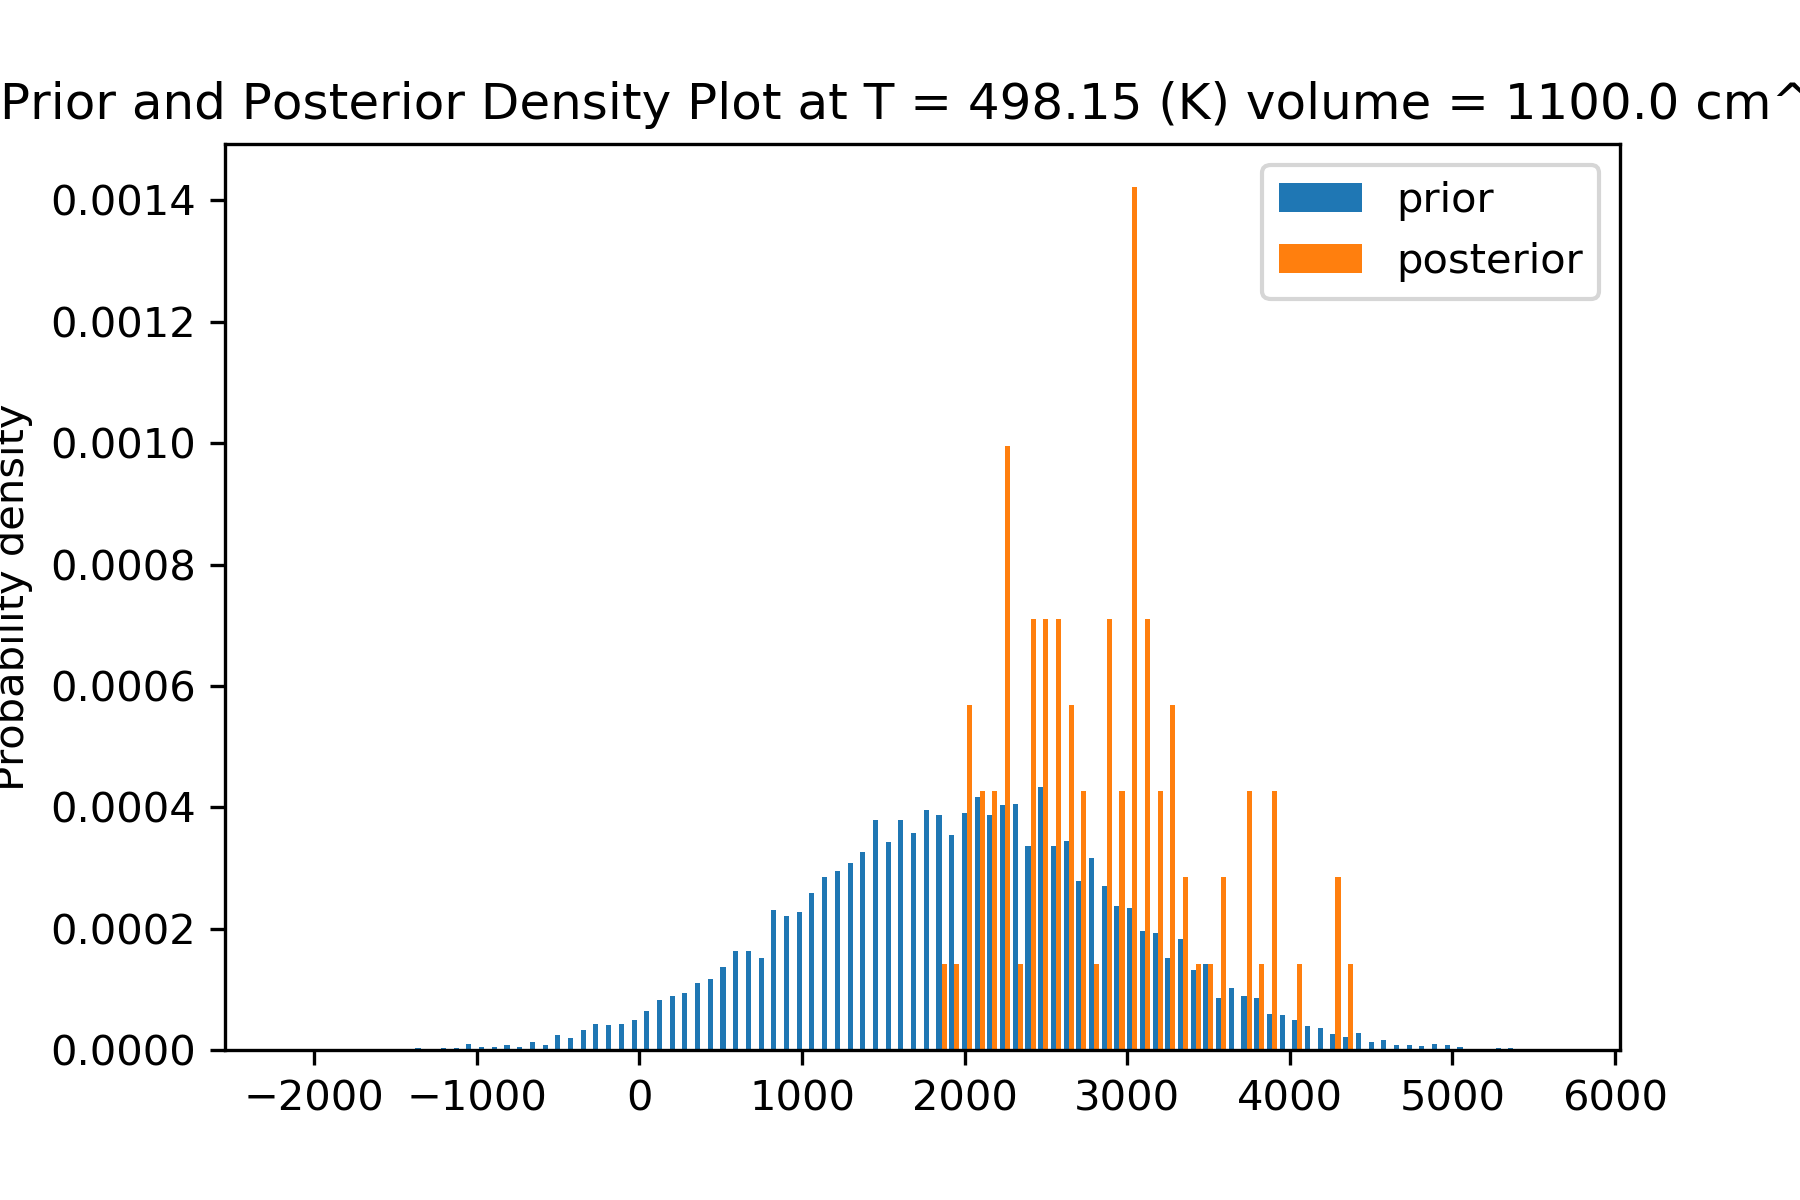 Prior and Posterior Density Plot at T = 498.15 (K) volume = 1100.0 cm^
prior
posterior
Probability density
0.0014
0.0012
0.0010
0.0008
0.0006
0.0004
0.0002
0.0000
−2000 −1000 0 1000 2000 3000 4000 5000 6000